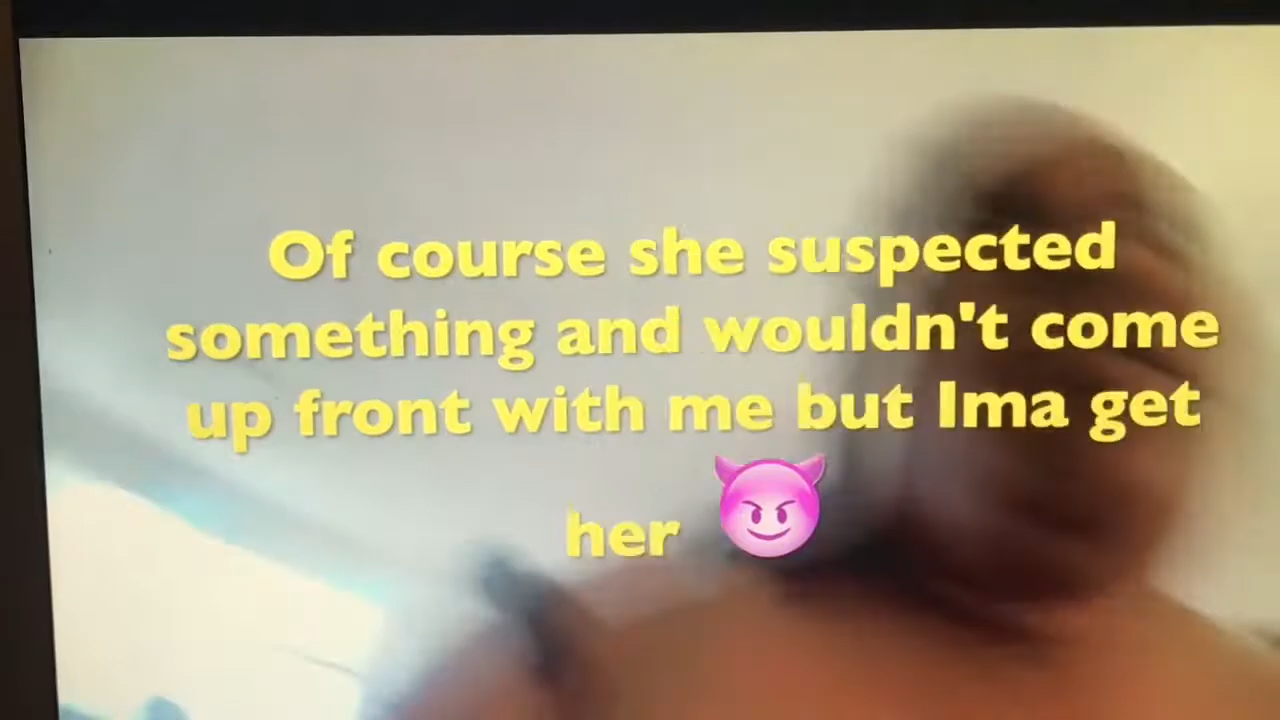 Of course she suspected
something and wouldn't come
up front with me but Ima get
her 😈